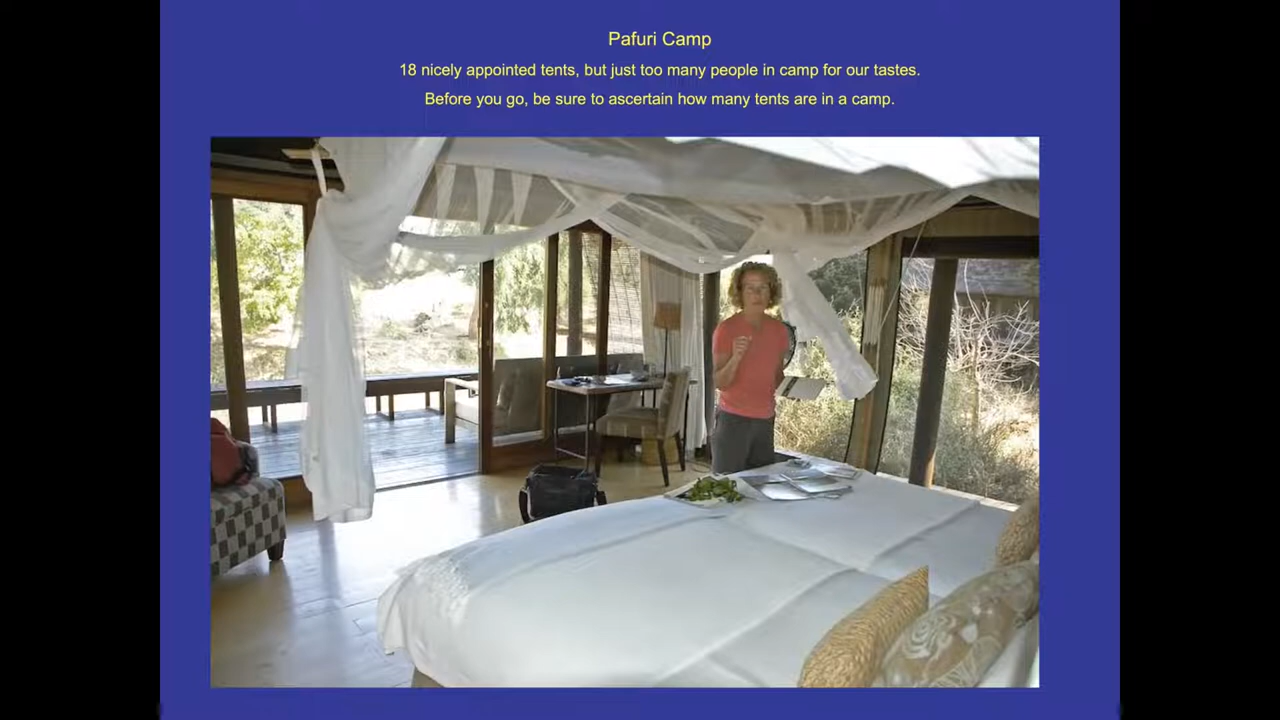 Pafuri Camp
18 nicely appointed tents, but just too many people in camp for our tastes.
Before you go, be sure to ascertain how many tents are in a camp.